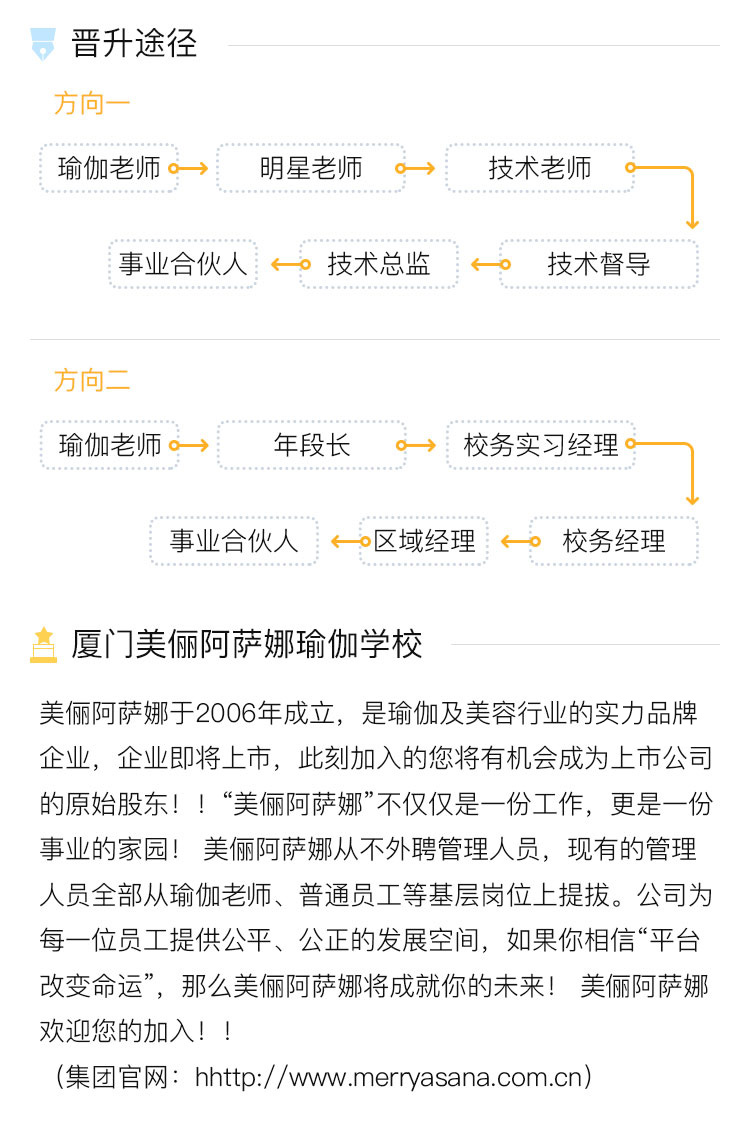 晋升途径
方向一
瑜伽老师 明星老师 技术老师
事业合伙人 技术总监 技术督导
方向二
瑜伽老师 年段长 校务实习经理
事业合伙人 区域经理 校务经理
厦门美俪阿萨娜瑜伽学校
美俪阿萨娜于2006年成立，是瑜伽及美容行业的实力品牌
企业，企业即将上市，此刻加入的您将有机会成为上市公司
的原始股东！！“美俪阿萨娜”不仅仅是一份工作，更是一份
事业的家园！ 美俪阿萨娜从不外聘管理人员，现有的管理
人员全部从瑜伽老师、普通员工等基层岗位上提拔。公司为
每一位员工提供公平、公正的发展空间，如果你相信“平台
改变命运”，那么美俪阿萨娜将成就你的未来！ 美俪阿萨娜
欢迎您的加入！！
（集团官网：hhttp://www.merryasana.com.cn）